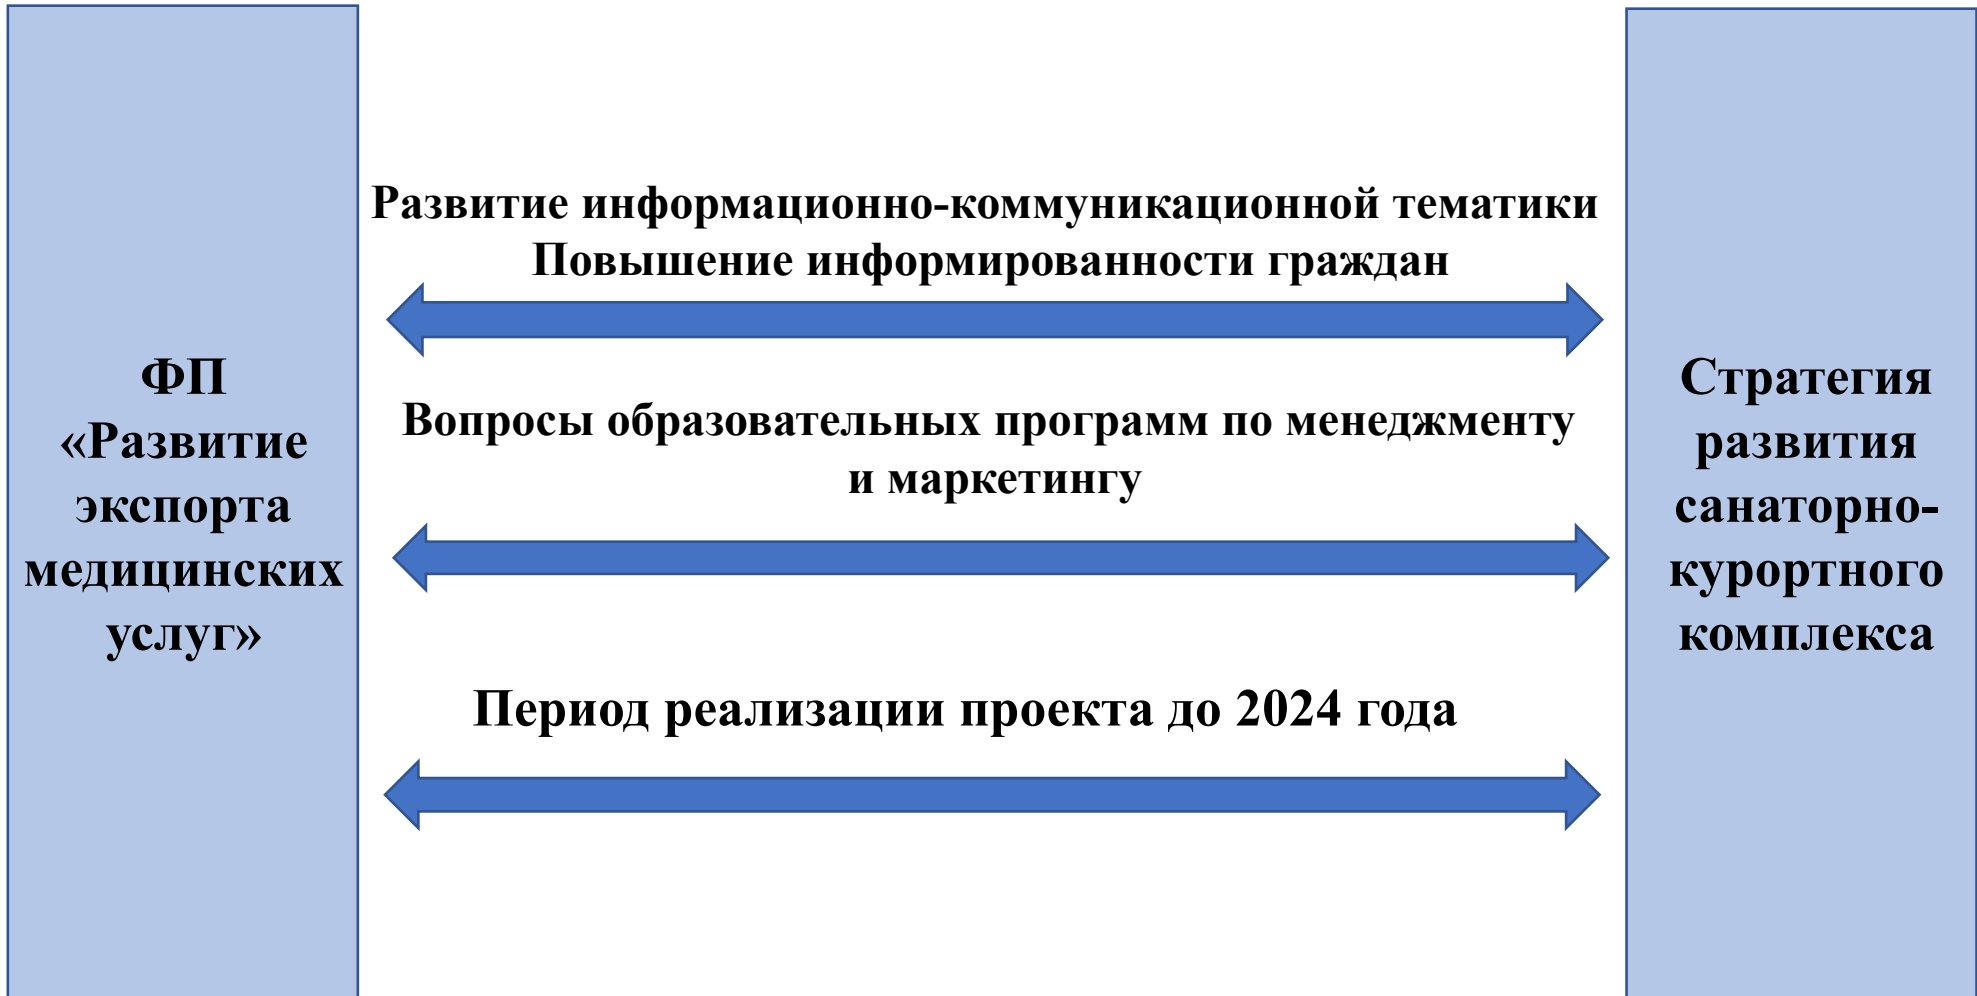 ФП
«Развитие
экспорта
медицинских
услуг»
Развитие информационно-коммуникационной тематики
Повышение информированности граждан
Вопросы образовательных программ по менеджменту
и маркетингу
Период реализации проекта до 2024 года
Стратегия
развития
санаторно-
курортного
комплекса